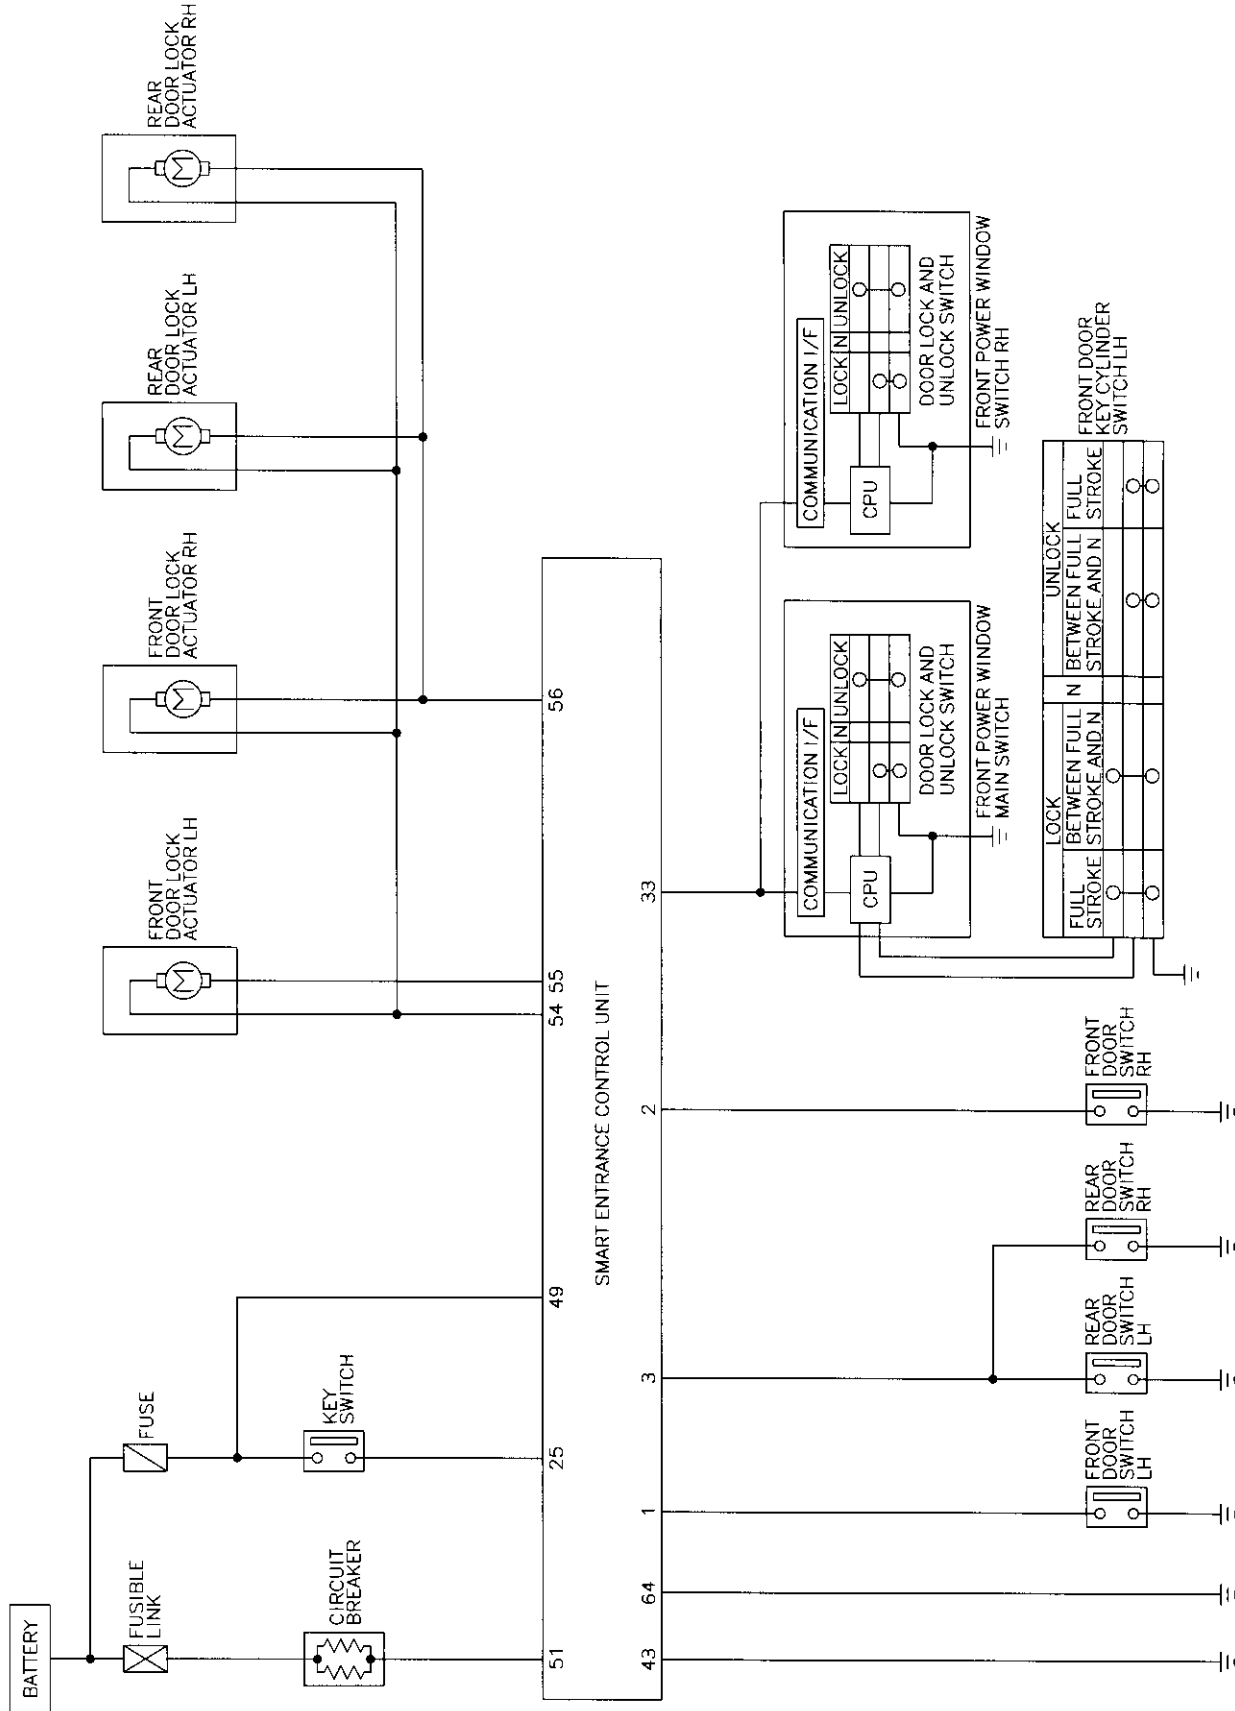 BATTERY
FUSIBLE
LINK
FUSE
CIRCUIT
BREAKER
KEY
SWITCH
FRONT
DOOR LOCK
ACTUATOR LH
FRONT
DOOR LOCK
ACTUATOR RH
REAR
DOOR LOCK
ACTUATOR LH
REAR
DOOR LOCK
ACTUATOR RH
M
M
M
M
51
25
49
54
55
56
SMART ENTRANCE CONTROL UNIT
43
64
1
3
2
33
COMMUNICATION I/F
CPU
LOCK
N
UNLOCK
DOOR LOCK AND
UNLOCK SWITCH
FRONT POWER WINDOW
MAIN SWITCH
COMMUNICATION I/F
CPU
LOCK
N
UNLOCK
DOOR LOCK AND
UNLOCK SWITCH
FRONT POWER WINDOW
SWITCH RH
FRONT
DOOR
SWITCH
LH
REAR
DOOR
SWITCH
LH
REAR
DOOR
SWITCH
RH
FRONT
DOOR
SWITCH
RH
LOCK
N
UNLOCK
FULL
STROKE
BETWEEN FULL
STROKE AND N
BETWEEN FULL
STROKE AND N
FULL
STROKE
FRONT DOOR
KEY CYLINDER
SWITCH LH